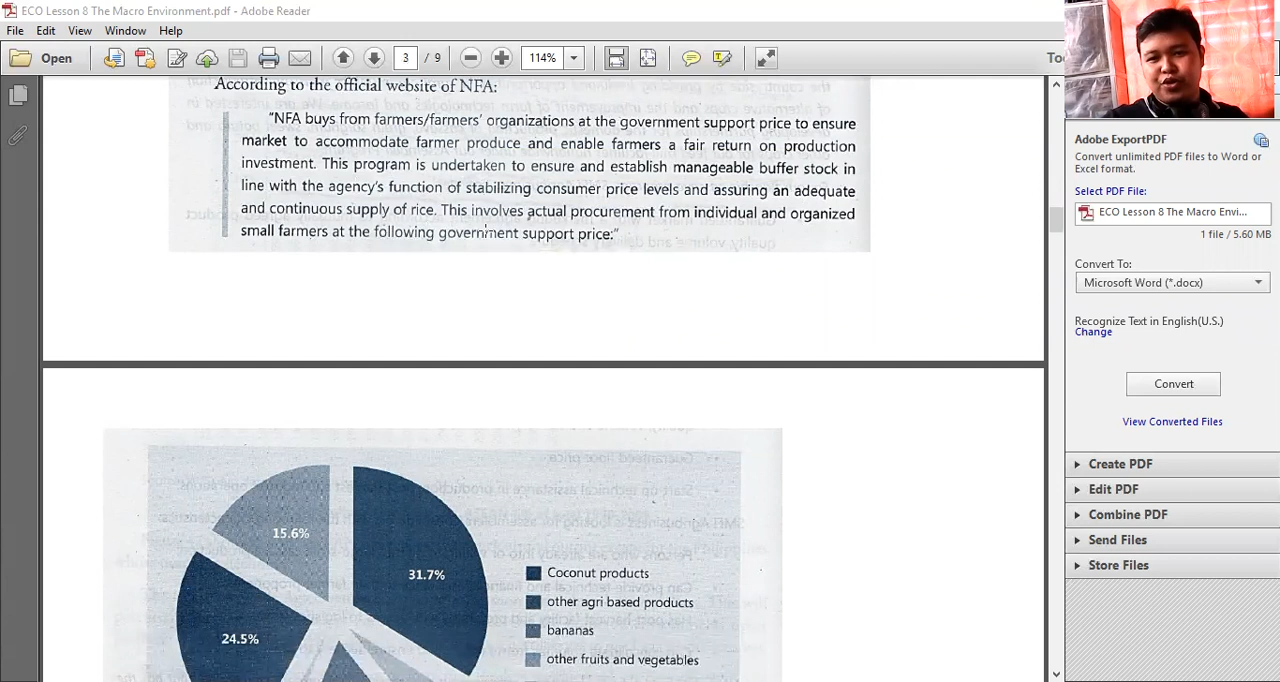 ECO Lesson 8 The Macro Environment.pdf - Adobe Reader
File Edit View Window Help
Open 3 / 9 114%
According to the official website of NFA:
"NFA buys from farmers/farmers' organizations at the government support price to ensure
market to accommodate farmer produce and enable farmers a fair return on production
investment. This program is undertaken to ensure and establish manageable buffer stock in
line with the agency's function of stabilizing consumer price levels and assuring an adequate
and continuous supply of rice. This involves actual procurement from individual and organized
small farmers at the following government support price:"
15.6%
31.7%
24.5%
Coconut products
other agri based products
bananas
other fruits and vegetables
Adobe ExportPDF
Convert unlimited PDF files to Word or
Excel format.
Select PDF File:
ECO Lesson 8 The Macro Envi...
1 file / 5.60 MB
Convert To:
Microsoft Word (*.docx)
Recognize Text in English(U.S.)
Change
Convert
View Converted Files
Create PDF
Edit PDF
Combine PDF
Send Files
Store Files